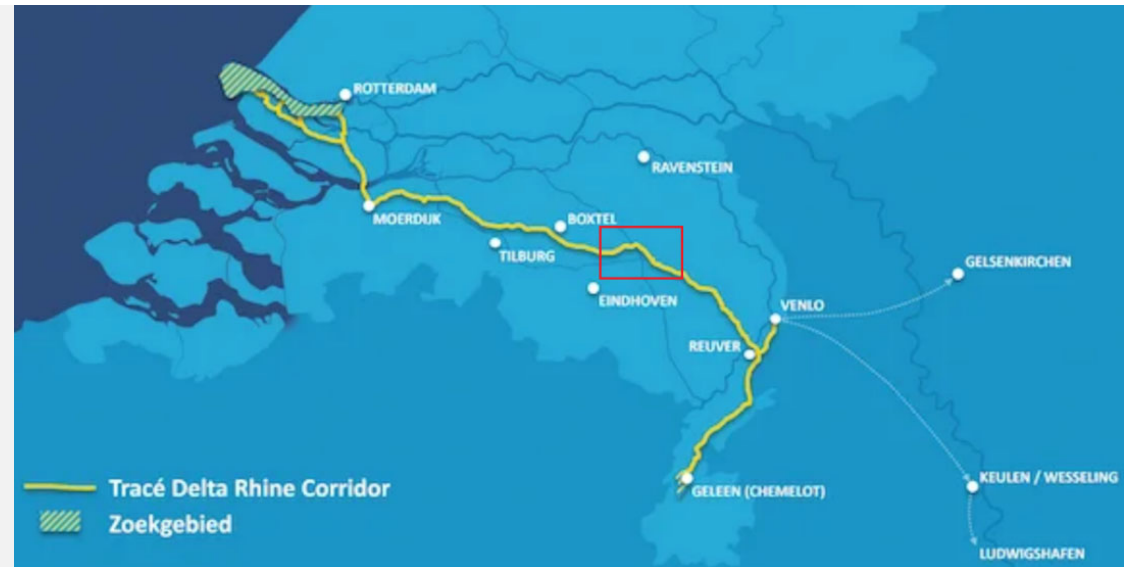 ROTTERDAM
RAVENSTEIN
MOERDIJK
BOXTEL
TILBURG
GELSENKIRCHEN
EINDHOVEN
VENLO
REUVER
KEULEN / WESSELING
Tracé Delta Rhine Corridor
GELEEN (CHEMELOT)
Zoekgebied
LUDWIGSHAFEN